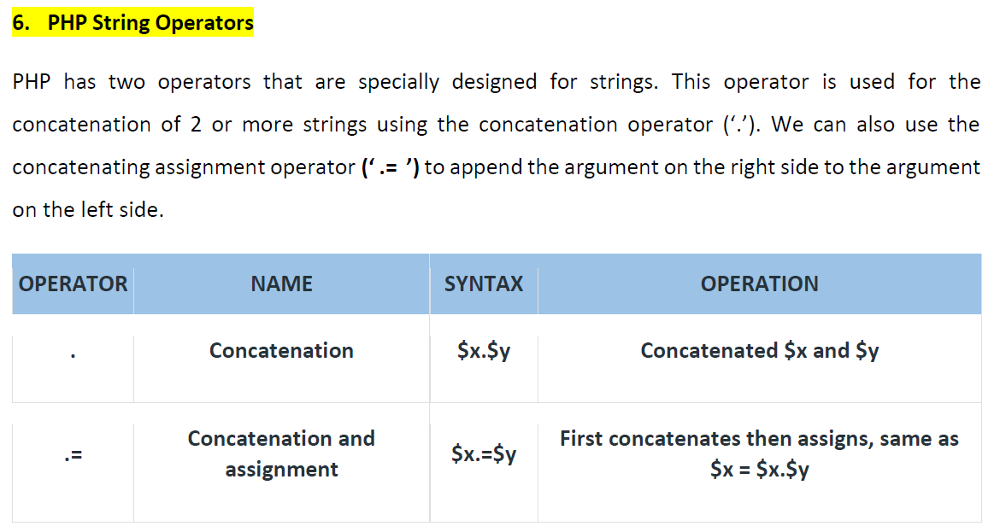 6. PHP String Operators
PHP has two operators that are specially designed for strings. This operator is used for the
concatenation of 2 or more strings using the concatenation operator (‘.’). We can also use the
concatenating assignment operator (‘ .= ’) to append the argument on the right side to the argument
on the left side.
OPERATOR NAME SYNTAX OPERATION
. Concatenation $x.$y Concatenated $x and $y
.= Concatenation and assignment $x.=$y First concatenates then assigns, same as $x = $x.$y